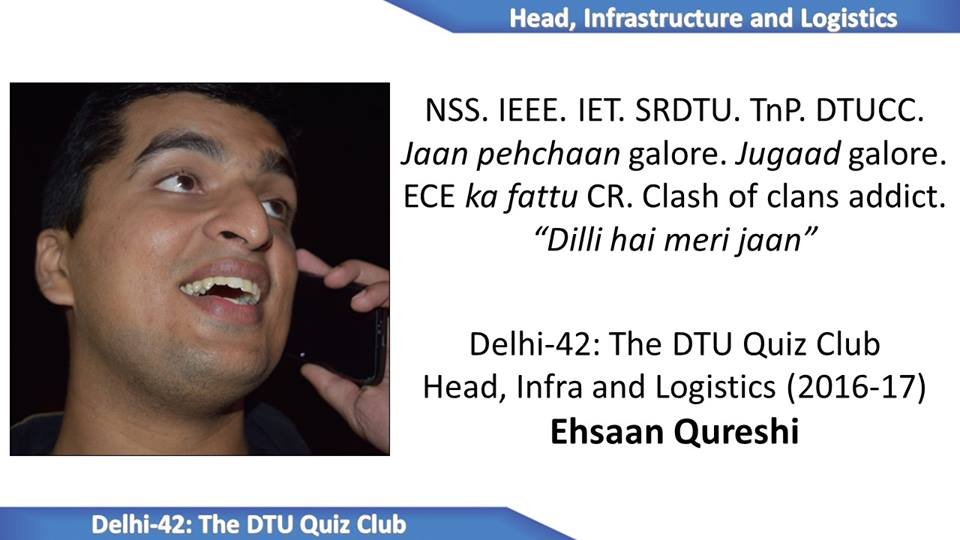 Head, Infrastructure and Logistics
NSS. IEEE. IET. SRDTU. TnP. DTUCC.
Jaan pehchaan galore. Jugaad galore.
ECE ka fattu CR. Clash of clans addict.
“Dilli hai meri jaan”
Delhi-42: The DTU Quiz Club
Head, Infra and Logistics (2016-17)
Ehsaan Qureshi
Delhi-42: The DTU Quiz Club